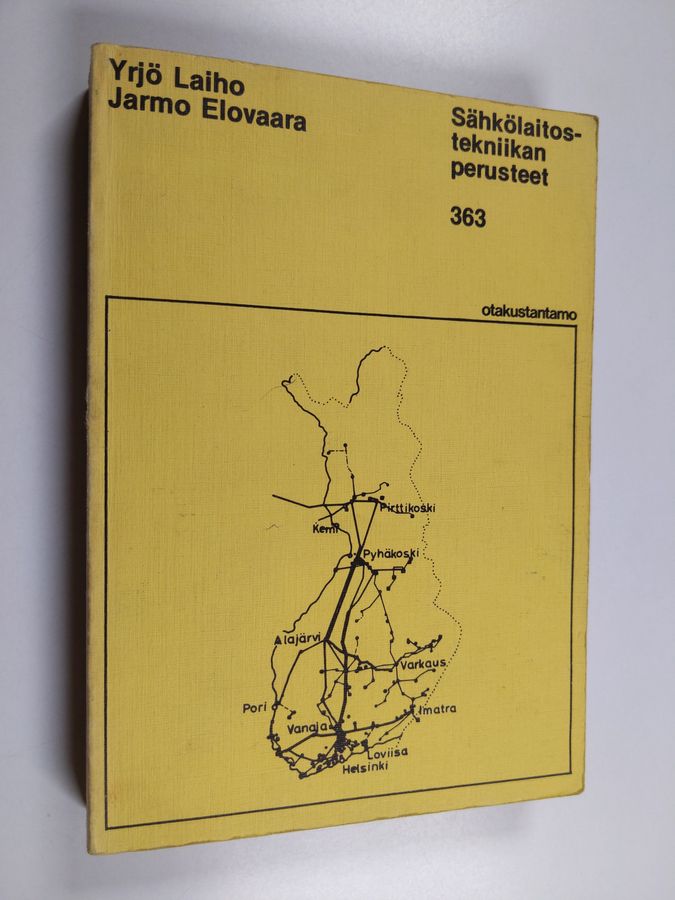 Yrjö Laiho
Jarmo Elovaara
Sähkölaitos-
tekniikan
perusteet
363
otakustantamo
Pirttikoski
Kemi
Pyhäkoski
Alajärvi
Varkaus
Pori
Imatra
Vanaja
Loviisa
Helsinki